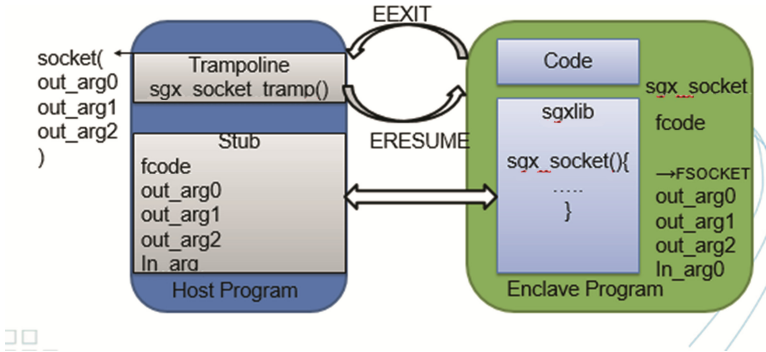 EEXIT
socket(
out_arg0
out_arg1
out_arg2
)
Trampoline
sgx_socket_tramp()
ERESUME
Stub
fcode
out_arg0
out_arg1
out_arg2
In_arg
Host Program
Code
sgxlib
sgx_socket(){
.....
}
sgx_socket
fcode
→FSOCKET
out_arg0
out_arg1
out_arg2
In_arg0
Enclave Program